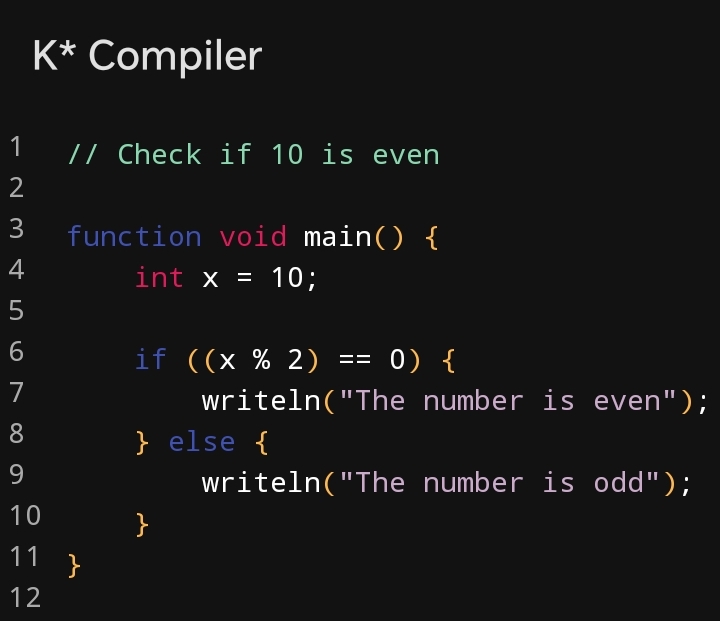 K* Compiler
1 // Check if 10 is even
2
3 function void main() {
4     int x = 10;
5
6     if ((x % 2) == 0) {
7         writeln("The number is even");
8     } else {
9         writeln("The number is odd");
10     }
11 }
12